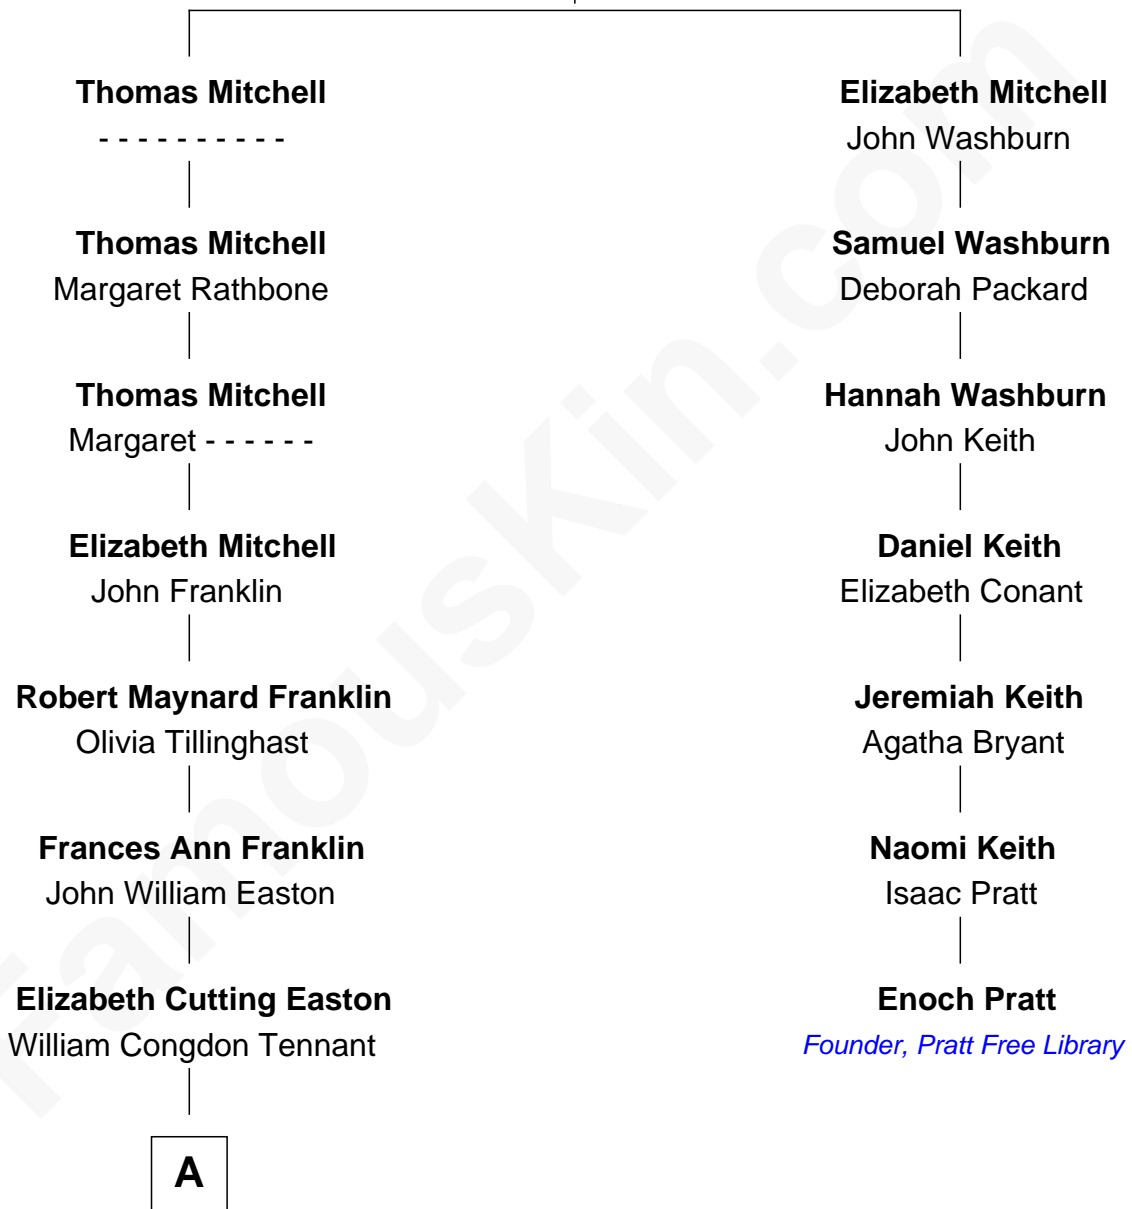 Thomas Mitchell
- - - - - - - - - -
Thomas Mitchell
Margaret Rathbone
Thomas Mitchell
Margaret - - - - - -
Elizabeth Mitchell
John Franklin
Robert Maynard Franklin
Olivia Tillinghast
Frances Ann Franklin
John William Easton
Elizabeth Cutting Easton
William Congdon Tennant
A
Elizabeth Mitchell
John Washburn
Samuel Washburn
Deborah Packard
Hannah Washburn
John Keith
Daniel Keith
Elizabeth Conant
Jeremiah Keith
Agatha Bryant
Naomi Keith
Isaac Pratt
Enoch Pratt
Founder, Pratt Free Library
FamousKin.com